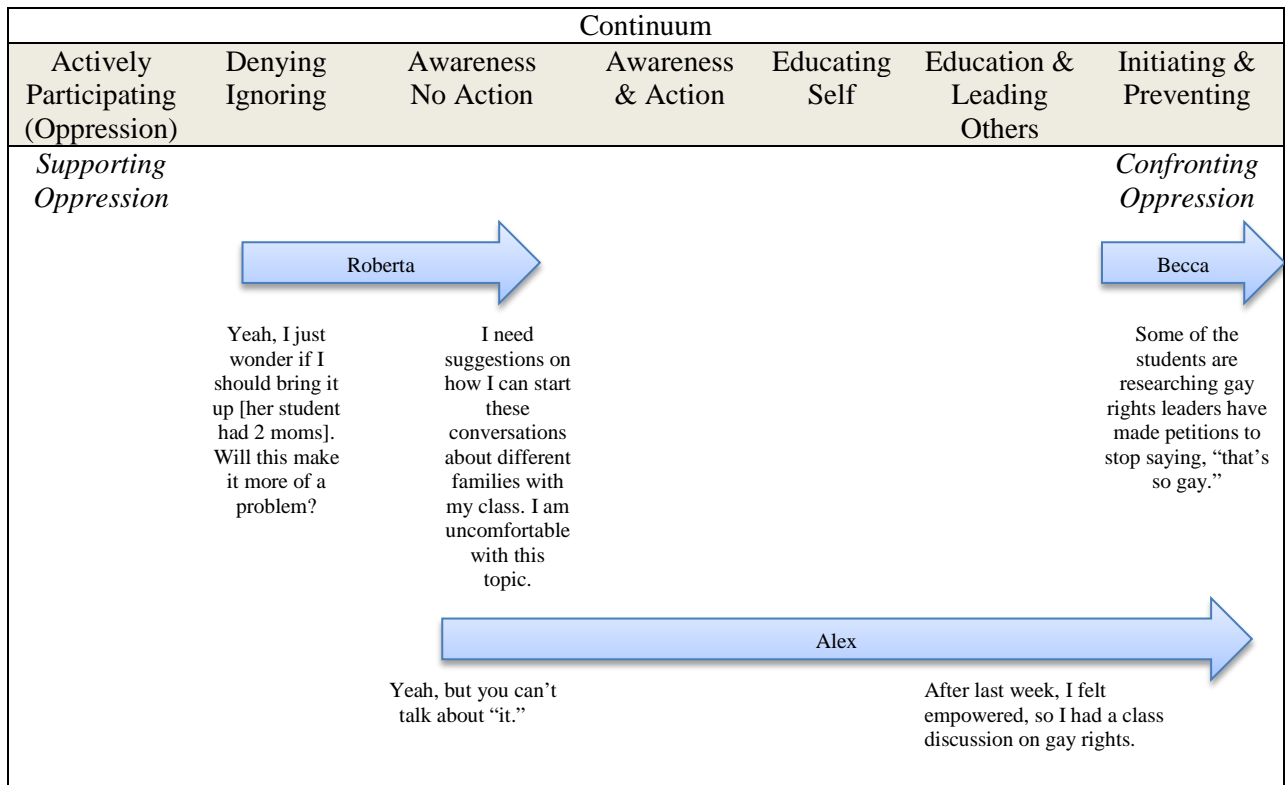 Continuum
Actively
Participating
(Oppression)
Denying
Ignoring
Awareness
No Action
Awareness
& Action
Educating
Self
Education &
Leading
Others
Initiating &
Preventing
Supporting
Oppression
Confronting
Oppression
Roberta
Becca
Yeah, I just
wonder if I
should bring it
up [her student
had 2 moms].
Will this make
it more of a
problem?
I need
suggestions on
how I can start
these
conversations
about different
families with
my class. I am
uncomfortable
with this
topic.
Some of the
students are
researching gay
rights leaders have
made petitions to
stop saying, “that’s
so gay.”
Alex
Yeah, but you can’t
talk about “it.”
After last week, I felt
empowered, so I had a class
discussion on gay rights.